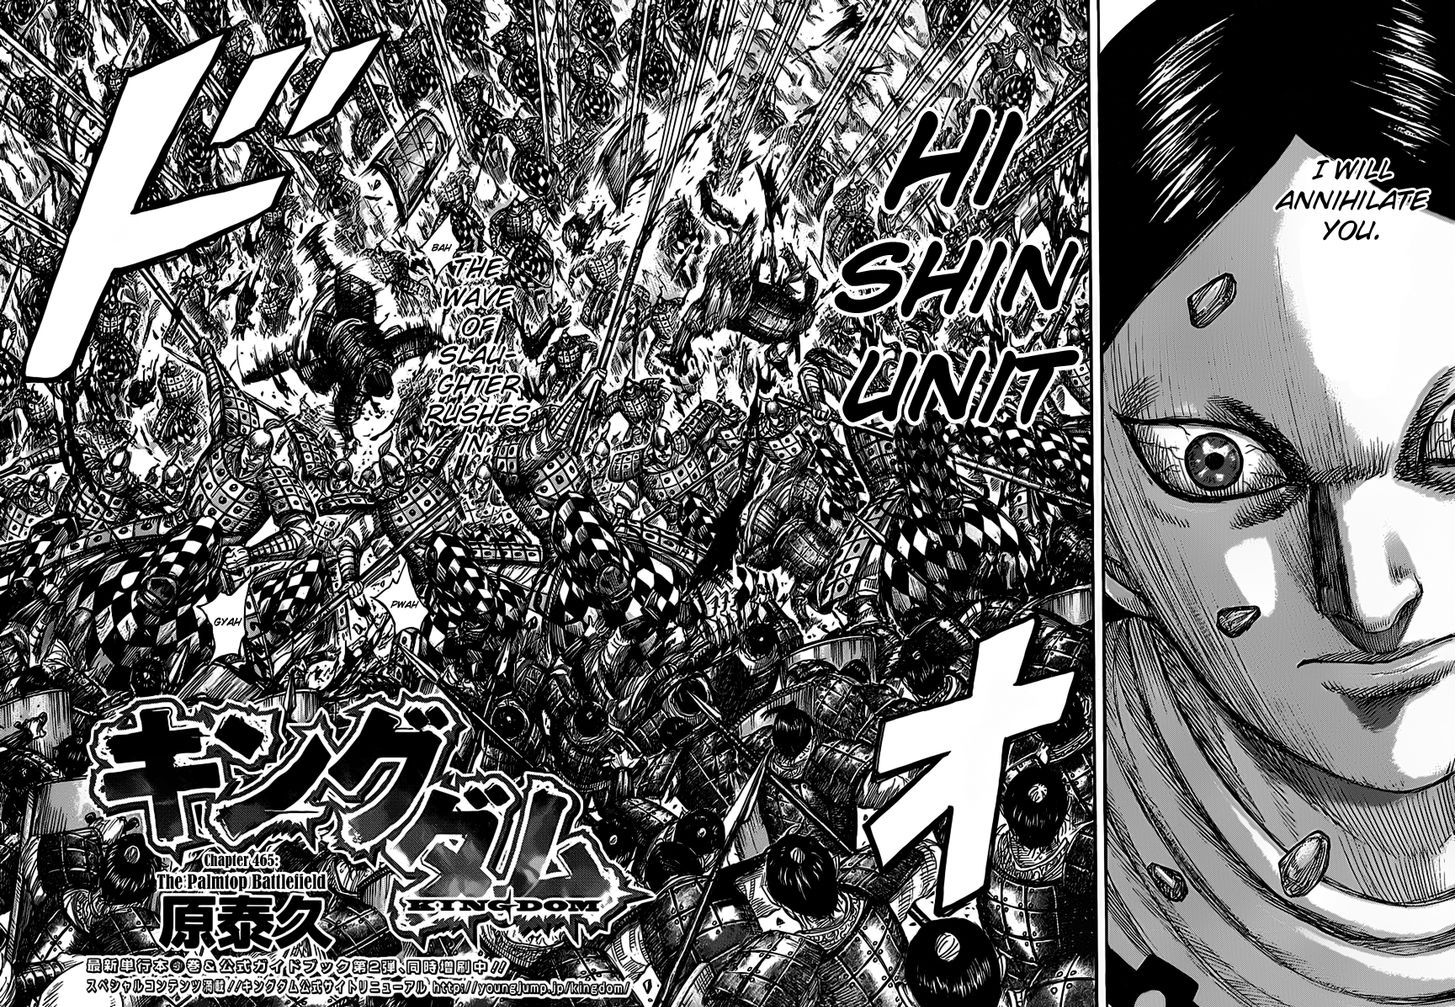 I WILL
ANNIHILATE
YOU.
HI
SHIN
UNIT
ド
オ
BAH
THE
WAVE
OF
SLAU-
GHTER
RUSHES
IN.
PWAH
GYAH
キングダム
KINGDOM
Chapter 465:
The Palmtop Battlefield
原泰久
最新単行本 巻&公式ガイドブック第2弾、同時増刷中!!
スペシャルコンテンツ満載!/キングダム公式サイトリニューアル http://youngjump.jp/kingdom/